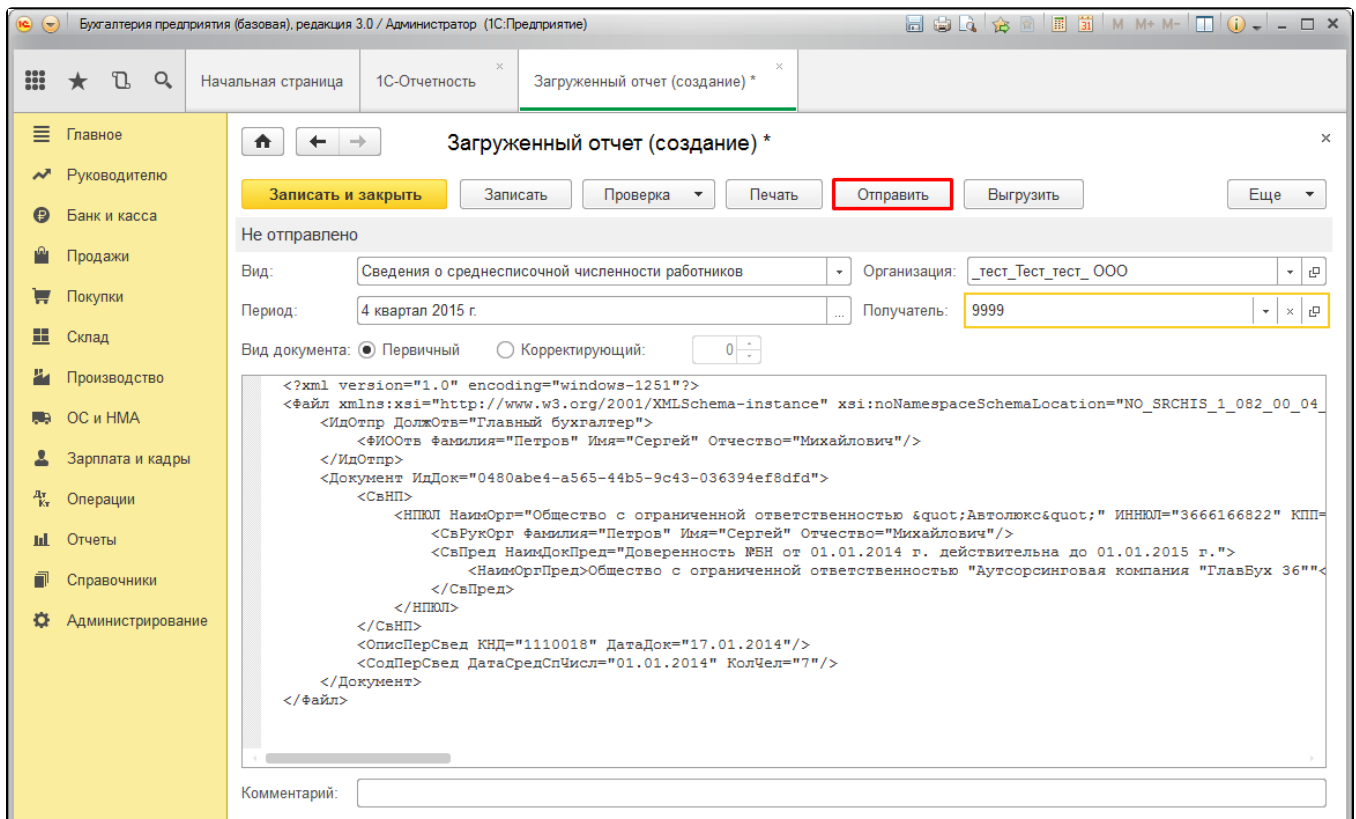 Бухгалтерия предприятия (базовая), редакция 3.0 / Администратор (1С:Предприятие) 31 M M+ M-
Начальная страница 1С-Отчетность Загруженный отчет (создание) *
Главное
Руководителю
Банк и касса
Продажи
Покупки
Склад
Производство
ОС и НМА
Зарплата и кадры
Операции
Отчеты
Справочники
Администрирование
Загруженный отчет (создание) *
Записать и закрыть Записать Проверка Печать Отправить Выгрузить Еще
Не отправлено
Вид: Сведения о среднесписочной численности работников Организация: _тест_Тест_тест_ ООО
Период: 4 квартал 2015 г. ... Получатель: 9999
Вид документа: Первичный Корректирующий: 0
<?xml version="1.0" encoding="windows-1251"?>
<Файл xmlns:xsi="http://www.w3.org/2001/XMLSchema-instance" xsi:noNamespaceSchemaLocation="NO_SRCHIS_1_082_00_04_
<ИдОтпр ДолжОтв="Главный бухгалтер">
<ФИООтв Фамилия="Петров" Имя="Сергей" Отчество="Михайлович"/>
</ИдОтпр>
<Документ ИдДок="0480abe4-a565-44b5-9c43-036394ef8dfd">
<СвНП>
<НПЮЛ НаимОрг="Общество с ограниченной ответственностью &quot;Автолюкс&quot;" ИННЮЛ="3666166822" КПП=
<СвРукОрг Фамилия="Петров" Имя="Сергей" Отчество="Михайлович"/>
<СвПред НаимДокПред="Доверенность №БН от 01.01.2014 г. действительна до 01.01.2015 г.">
<НаимОргПред>Общество с ограниченной ответственностью "Аутсорсинговая компания "ГлавБух 36""<
</СвПред>
</НПЮЛ>
</СвНП>
<ОписПерСвед КНД="1110018" ДатаДок="17.01.2014"/>
<СодПерСвед ДатаСредСпЧисл="01.01.2014" КолЧел="7"/>
</Документ>
</Файл>
Комментарий: